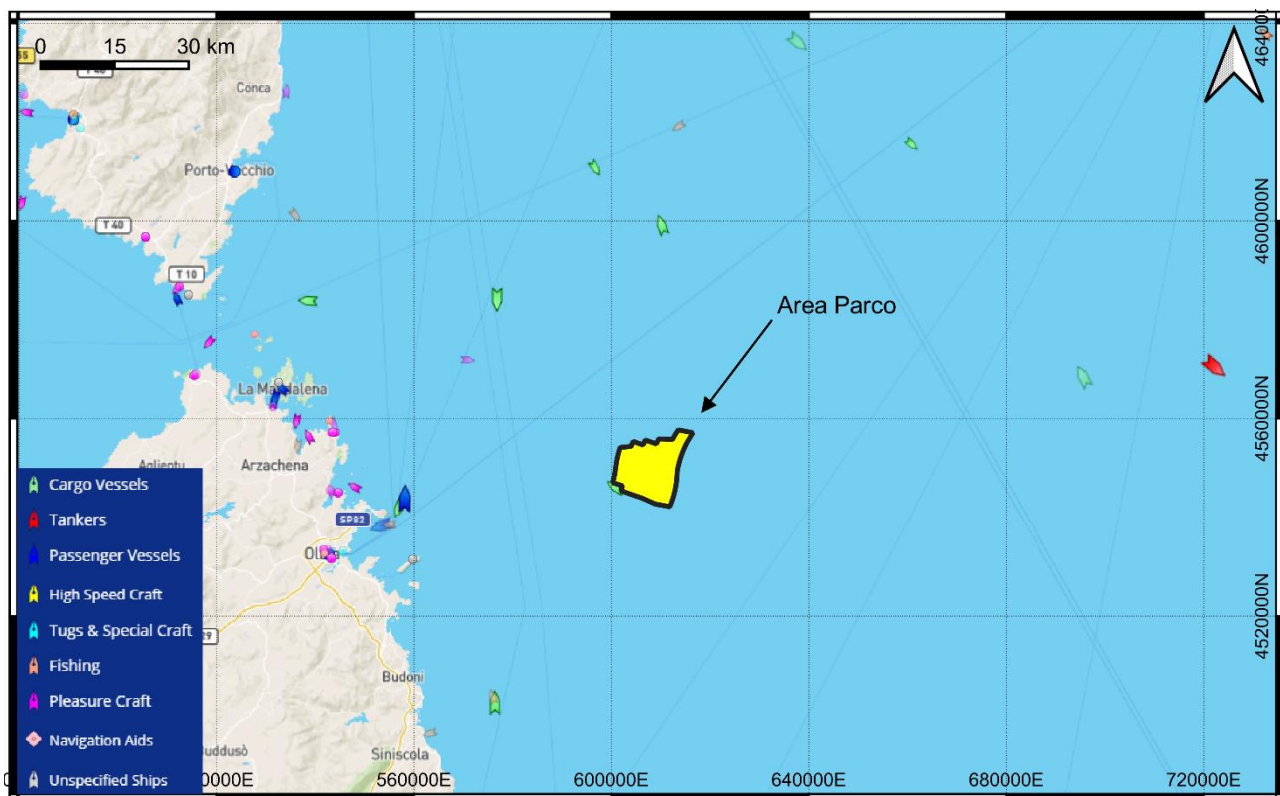 0 15 30 km
Conca
Porto-Vecchio
T 40
T 10
Area Parco
La Maddalena
Arzachena
SP82
Olbia
Budoni
Siniscola
Cargo Vessels
Tankers
Passenger Vessels
High Speed Craft
Tugs & Special Craft
Fishing
Pleasure Craft
Navigation Aids
Unspecified Ships
4600000N
4560000N
4520000N
560000E
600000E
640000E
680000E
720000E